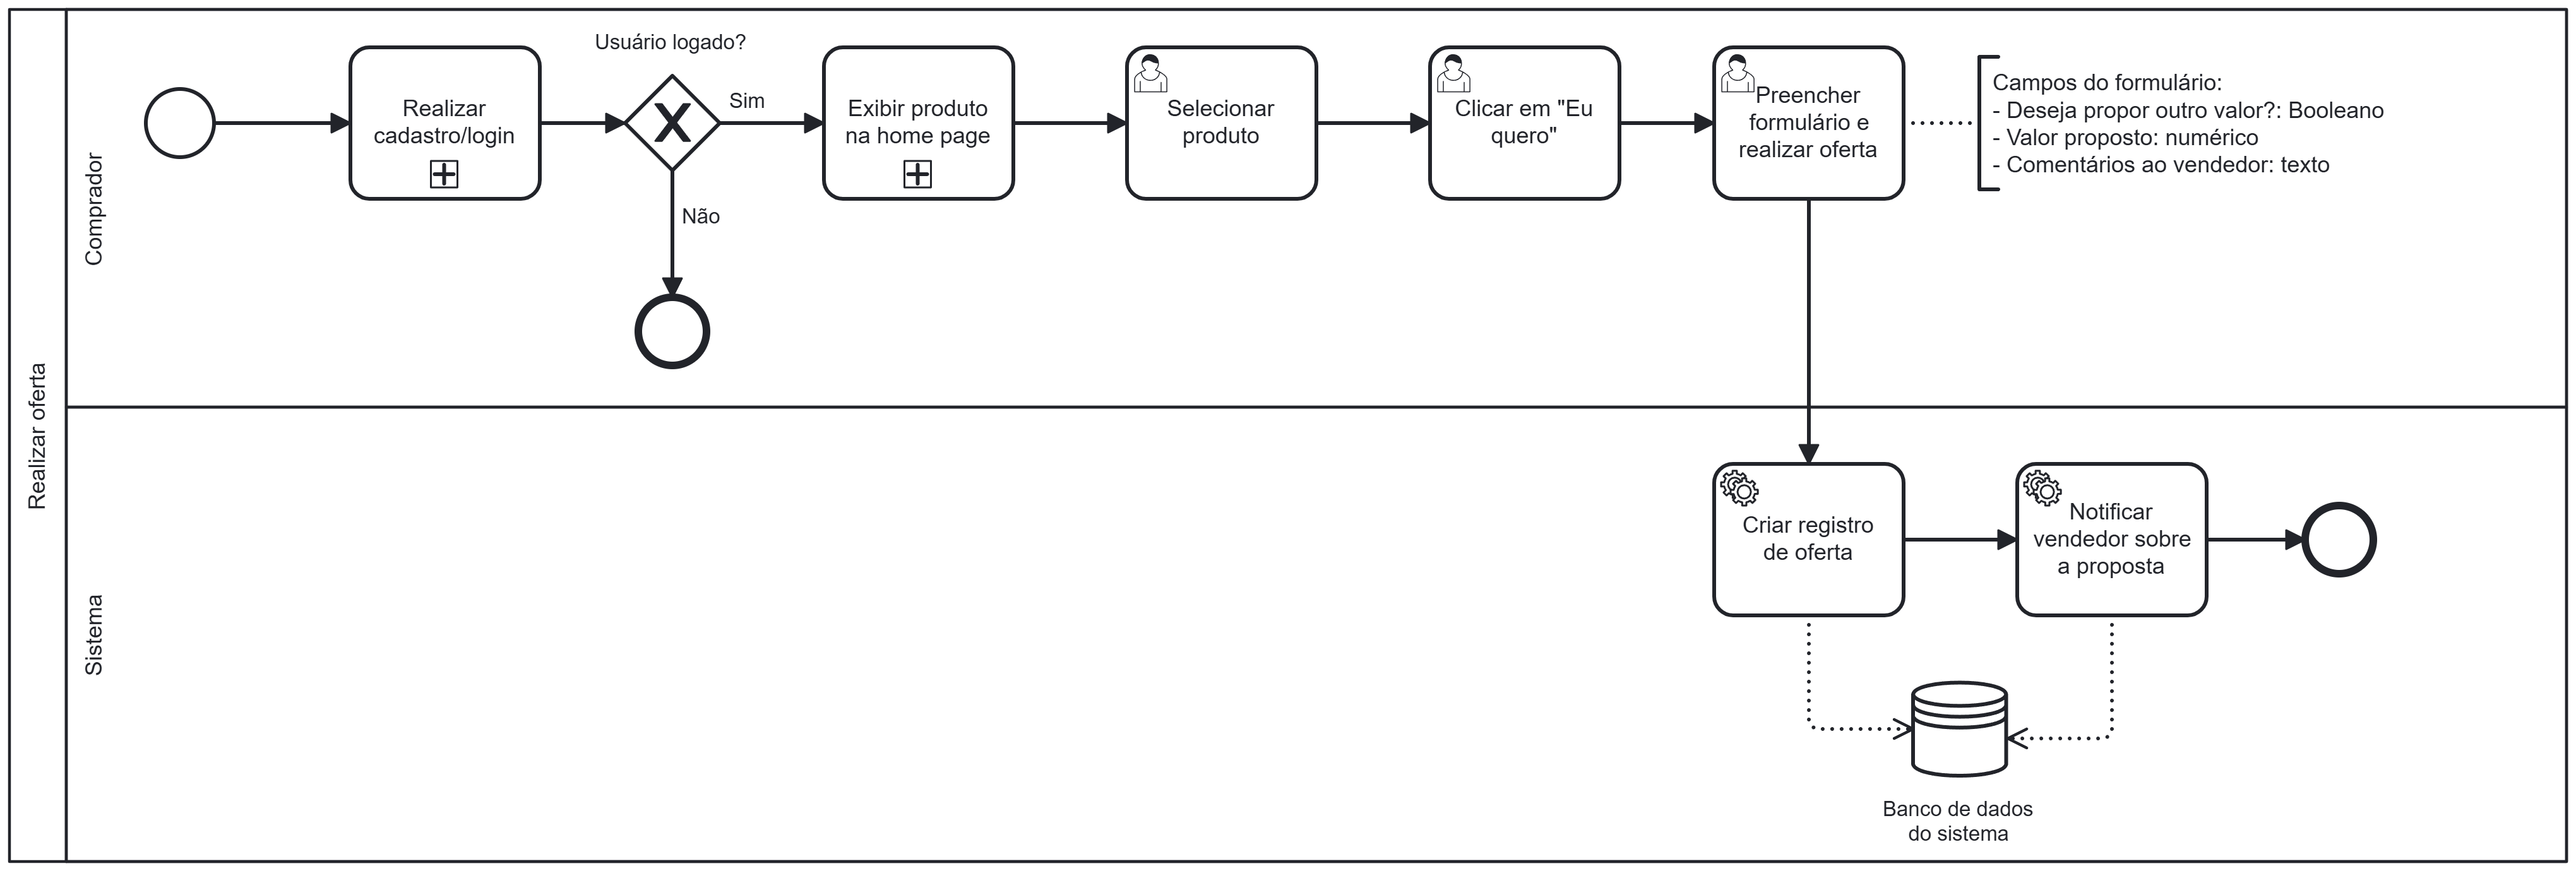 Realizar oferta
Comprador
Realizar
cadastro/login
Usuário logado?
Sim
Não
Exibir produto
na home page
Selecionar
produto
Clicar em "Eu
quero"
Preencher
formulário e
realizar oferta
Campos do formulário:
- Deseja propor outro valor?: Booleano
- Valor proposto: numérico
- Comentários ao vendedor: texto
Sistema
Criar registro
de oferta
Notificar
vendedor sobre
a proposta
Banco de dados
do sistema